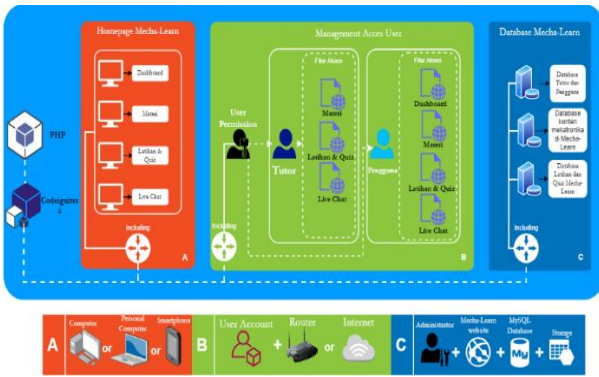 Homepage Mecha-Learn
Dashboard
Materi
Latihan
& Quiz
Live Chat
Including
A
PHP
Codeigniter
4
Management Acces User
User
Permission
Fitur Akses
Materi
Latihan & Quiz
Live Chat
Tutor
Fitur Akses
Dashboard
Materi
Latihan & Quiz
Live Chat
Pengguna
Including
B
Database Mecha-Learn
Database
Tutor dan
Pengguna
Database
konten
mekatronika
di Mecha-
Learn
Database
Latihan dan
Quiz Mecha-
Learn
Including
C
A
Computer
or
Personal
Computer
or
Smartphone
B
User Account
+
Router
or
Internet
C
Administrator
+
Mecha-Learn
website
+
MySQL
Database
My
+
Storage